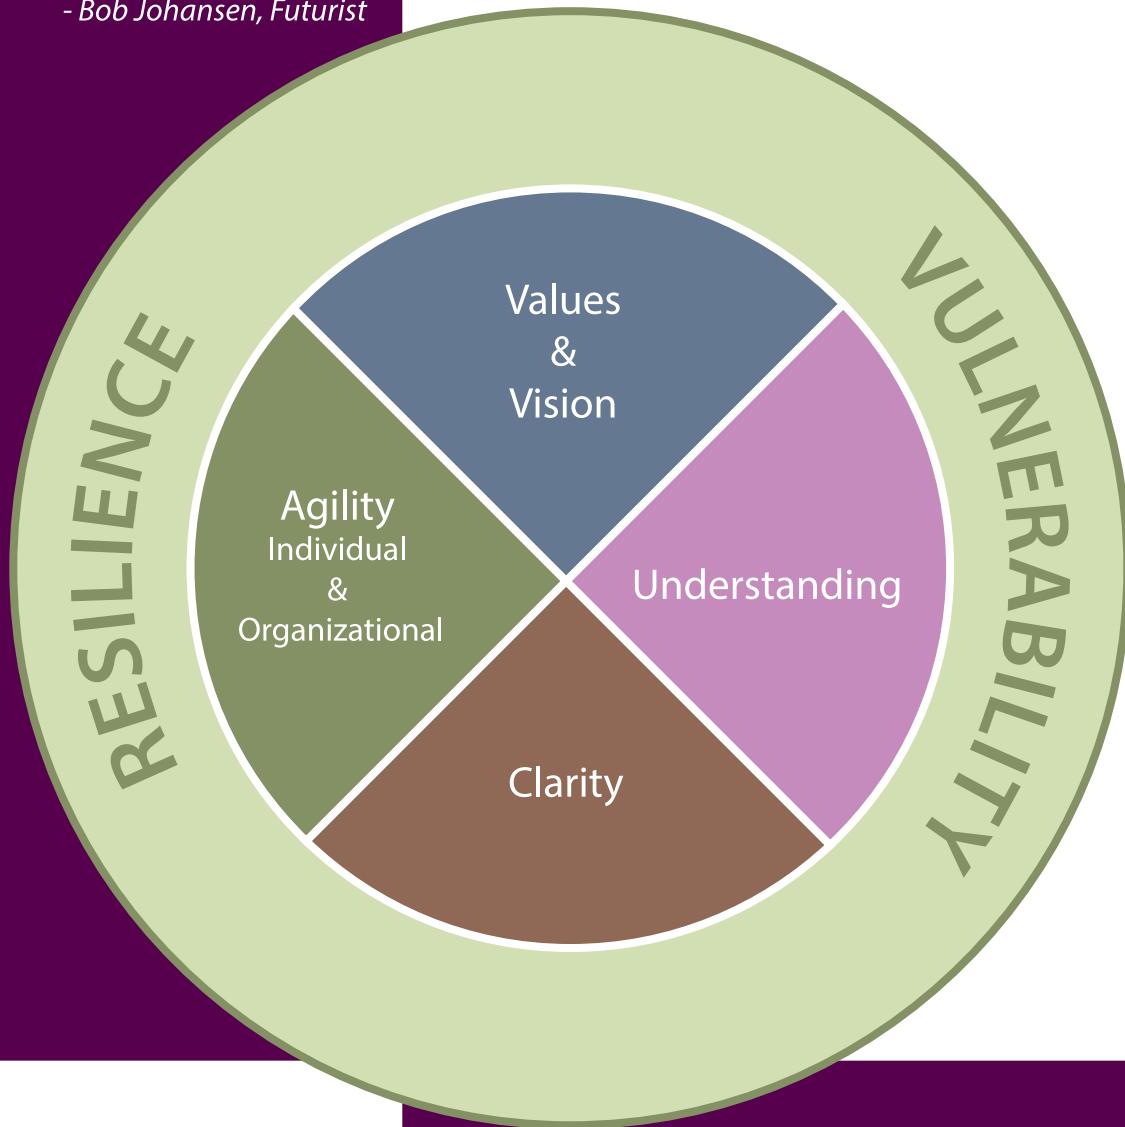 - Bob Johansen, Futurist
RESILIENCE
VULNERABILITY
Values
&
Vision
Agility
Individual
&
Organizational
Understanding
Clarity